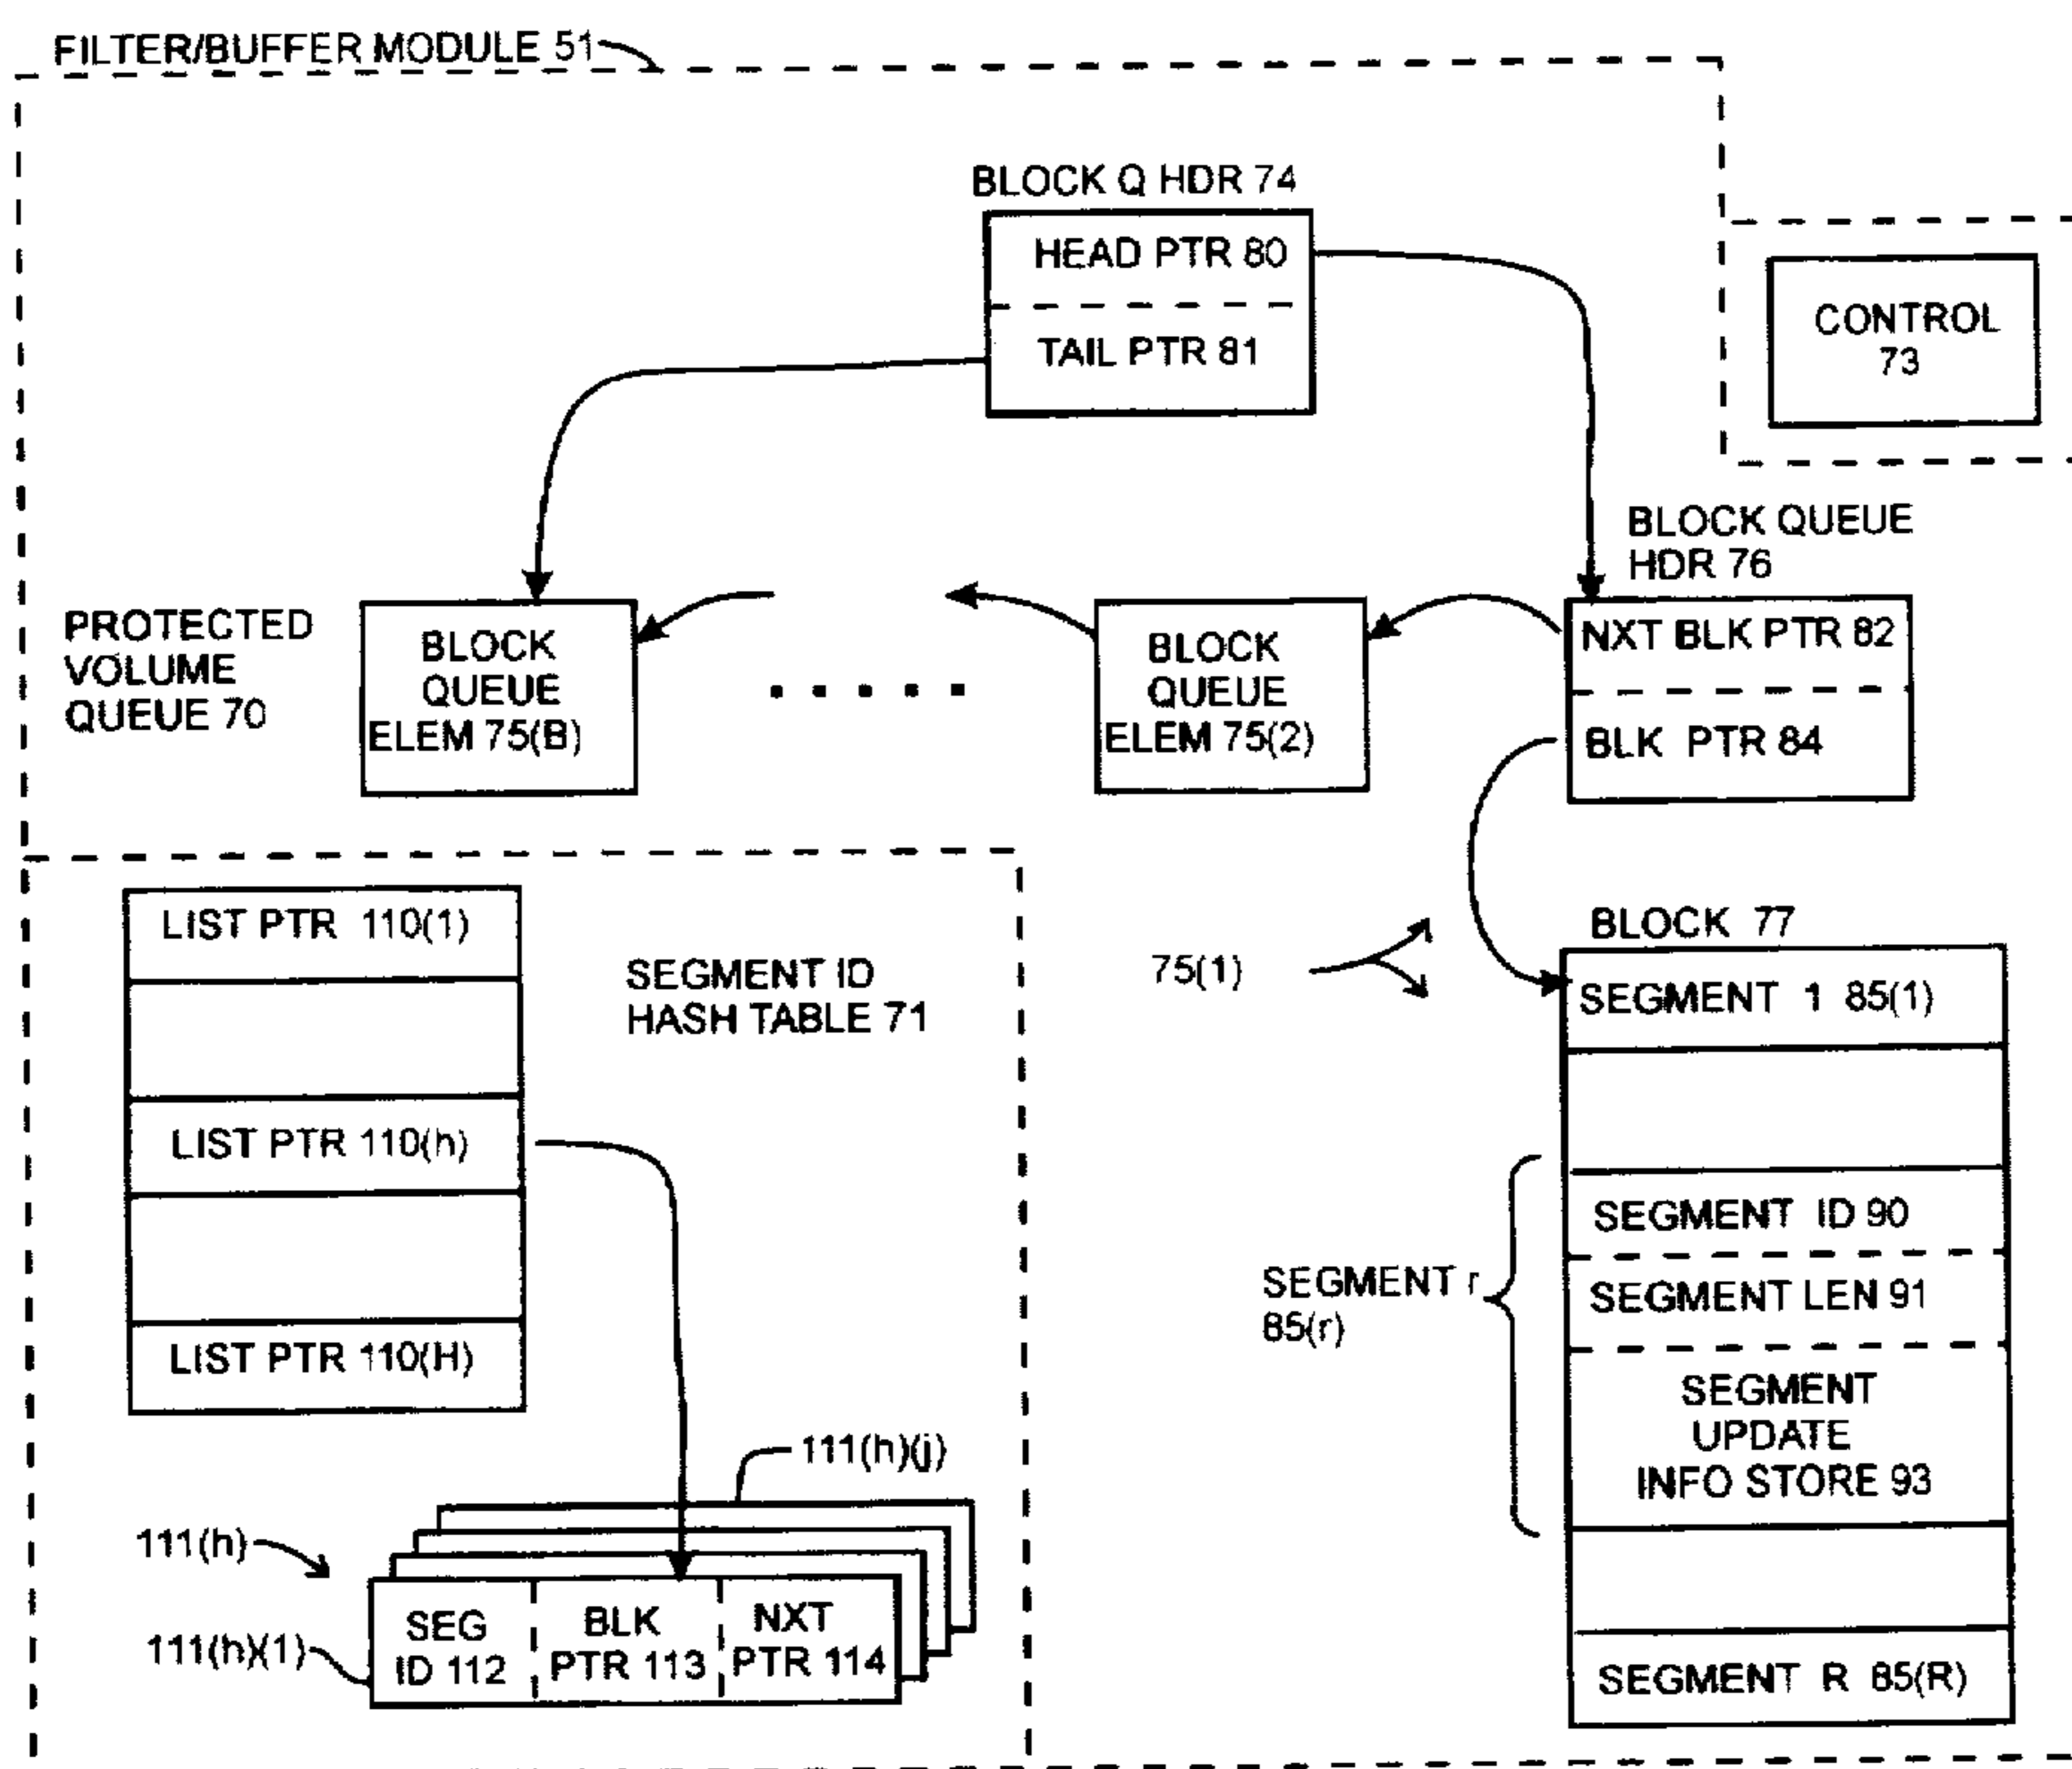 FILTER/BUFFER MODULE 51
BLOCK Q HDR 74
HEAD PTR 80
TAIL PTR 81
CONTROL
73
BLOCK QUEUE
HDR 76
NXT BLK PTR 82
BLK PTR 84
PROTECTED
VOLUME
QUEUE 70
BLOCK
QUEUE
ELEM 75(B)
BLOCK
QUEUE
ELEM 75(2)
LIST PTR 110(1)
LIST PTR 110(h)
LIST PTR 110(H)
SEGMENT ID
HASH TABLE 71
111(h)(j)
111(h)
111(h)(1)
SEG
ID 112
BLK
PTR 113
NXT
PTR 114
75(1)
BLOCK 77
SEGMENT 1 85(1)
SEGMENT r
85(r)
SEGMENT ID 90
SEGMENT LEN 91
SEGMENT
UPDATE
INFO STORE 93
SEGMENT R 85(R)